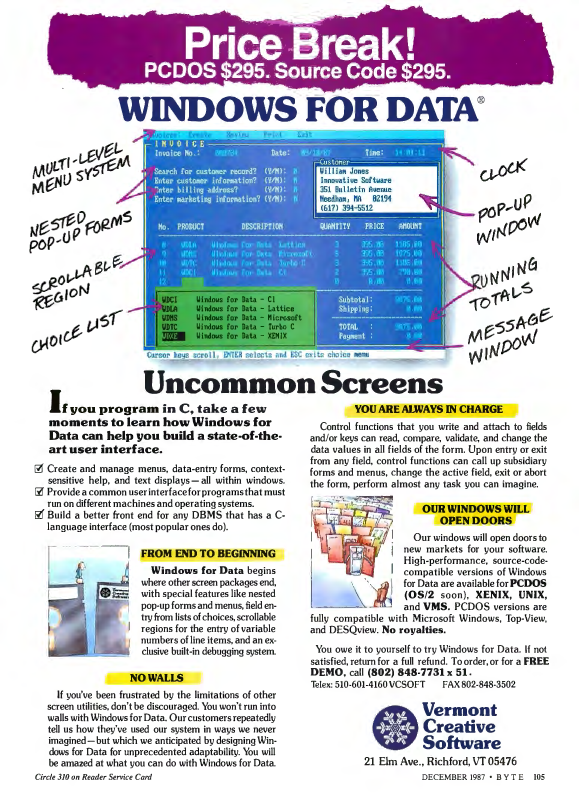 Price Break!
PCDOS $295. Source Code $295.
WINDOWS FOR DATA®
MULTI-LEVEL
MENU SYSTEM
NESTED
POP-UP FORMS
SCROLLABLE
REGION
CHOICE LIST
CLOCK
POP-UP
WINDOW
RUNNING
TOTALS
MESSAGE
WINDOW
Create Review Print Exit
INVOICE
Invoice No.: Date: Time:
Search for customer record? (Y/N):
Enter customer information? (Y/N):
Enter billing address? (Y/N):
Enter marketing information? (Y/N):
Customer
William Jones
Innovative Software
351 Bulletin Avenue
Needham, MA 02194
(617) 394-5512
No. PRODUCT DESCRIPTION QUANTITY PRICE AMOUNT
WDCI Windows for Data - CI
WDLA Windows for Data - Lattice
WDMS Windows for Data - Microsoft
WDTC Windows for Data - Turbo C
WDXE Windows for Data - XENIX
Subtotal:
Shipping:
TOTAL :
Payment :
Cursor keys scroll, ENTER selects and ESC exits choice menu
Uncommon Screens
If you program in C, take a few
moments to learn how Windows for
Data can help you build a state-of-the-
art user interface.
☑ Create and manage menus, data-entry forms, context-
sensitive help, and text displays — all within windows.
☑ Provide a common user interface for programs that must
run on different machines and operating systems.
☑ Build a better front end for any DBMS that has a C-
language interface (most popular ones do).
FROM END TO BEGINNING
Windows for Data begins
where other screen packages end,
with special features like nested
pop-up forms and menus, field en-
try from lists of choices, scrollable
regions for the entry of variable
numbers of line items, and an ex-
clusive built-in debugging system.
NO WALLS
If you've been frustrated by the limitations of other
screen utilities, don't be discouraged. You won't run into
walls with Windows for Data. Our customers repeatedly
tell us how they've used our system in ways we never
imagined — but which we anticipated by designing Win-
dows for Data for unprecedented adaptability. You will
be amazed at what you can do with Windows for Data.
YOU ARE ALWAYS IN CHARGE
Control functions that you write and attach to fields
and/or keys can read, compare, validate, and change the
data values in all fields of the form. Upon entry or exit
from any field, control functions can call up subsidiary
forms and menus, change the active field, exit or abort
the form, perform almost any task you can imagine.
OUR WINDOWS WILL
OPEN DOORS
Our windows will open doors to
new markets for your software.
High-performance, source-code-
compatible versions of Windows
for Data are available for PCDOS
(OS/2 soon), XENIX, UNIX,
and VMS. PCDOS versions are
fully compatible with Microsoft Windows, Top-View,
and DESQview. No royalties.
You owe it to yourself to try Windows for Data. If not
satisfied, return for a full refund. To order, or for a FREE
DEMO, call (802) 848-7731 x 51.
Telex: 510-601-4160 VCSOFT FAX 802-848-3502
Vermont
Creative
Software
21 Elm Ave., Richford, VT 05476
Circle 310 on Reader Service Card
DECEMBER 1987 • BYTE 105